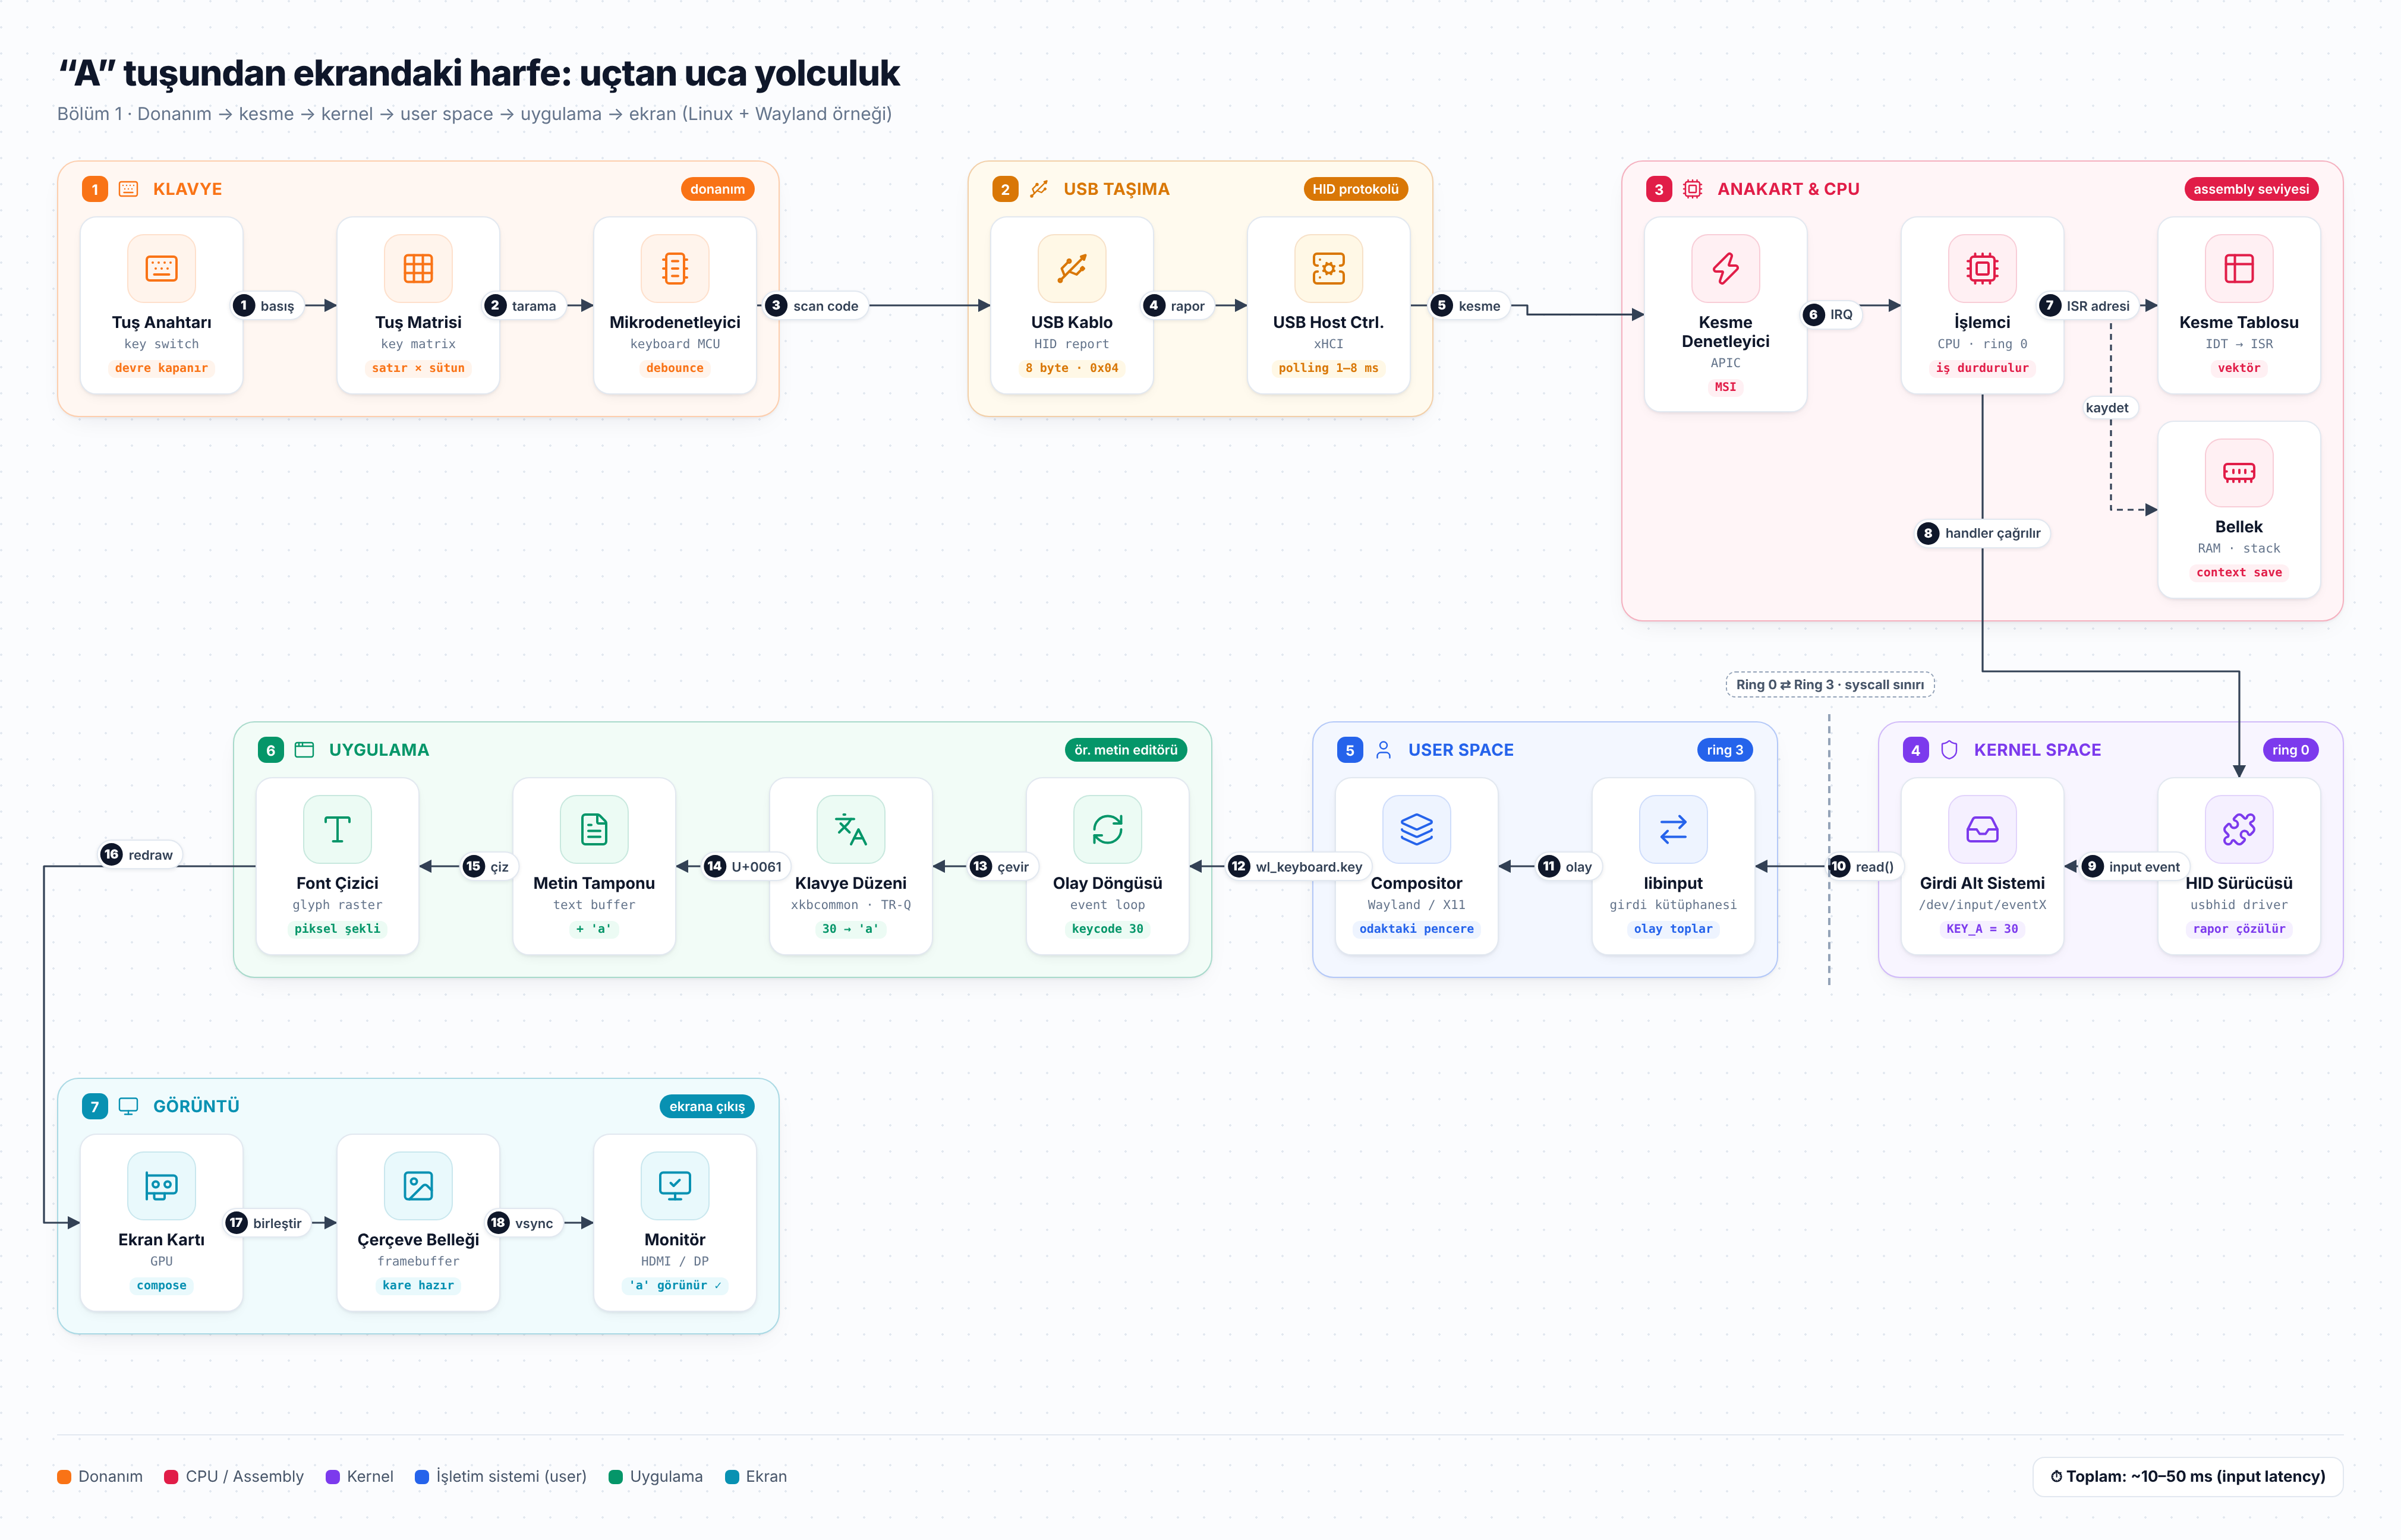 “A” tuşundan ekrandaki harfe: uçtan uca yolculuk
Bölüm 1 · Donanım → kesme → kernel → user space → uygulama → ekran (Linux + Wayland örneği)
1 KLAVYE donanım
Tuş Anahtarı
key switch
devre kapanır
1 basış
Tuş Matrisi
key matrix
satır × sütun
2 tarama
Mikrodenetleyici
keyboard MCU
debounce
3 scan code
2 USB TAŞIMA HID protokolü
USB Kablo
HID report
8 byte · 0x04
4 rapor
USB Host Ctrl.
xHCI
polling 1–8 ms
5 kesme
3 ANAKART & CPU assembly seviyesi
Kesme
Denetleyici
APIC
MSI
6 IRQ
İşlemci
CPU · ring 0
iş durdurulur
7 ISR adresi
Kesme Tablosu
IDT → ISR
vektör
kaydet
Bellek
RAM · stack
context save
8 handler çağrılır
Ring 0 ⇄ Ring 3 · syscall sınırı
4 KERNEL SPACE ring 0
HID Sürücüsü
usbhid driver
rapor çözülür
9 input event
Girdi Alt Sistemi
/dev/input/eventX
KEY_A = 30
10 read()
5 USER SPACE ring 3
libinput
girdi kütüphanesi
olay toplar
11 olay
Compositor
Wayland / X11
odaktaki pencere
12 wl_keyboard.key
6 UYGULAMA ör. metin editörü
Olay Döngüsü
event loop
keycode 30
13 çevir
Klavye Düzeni
xkbcommon · TR-Q
30 → 'a'
14 U+0061
Metin Tamponu
text buffer
+ 'a'
15 çiz
Font Çizici
glyph raster
piksel şekli
16 redraw
7 GÖRÜNTÜ ekrana çıkış
Ekran Kartı
GPU
compose
17 birleştir
Çerçeve Belleği
framebuffer
kare hazır
18 vsync
Monitör
HDMI / DP
'a' görünür ✓
Donanım CPU / Assembly Kernel İşletim sistemi (user) Uygulama Ekran
⏱ Toplam: ~10–50 ms (input latency)